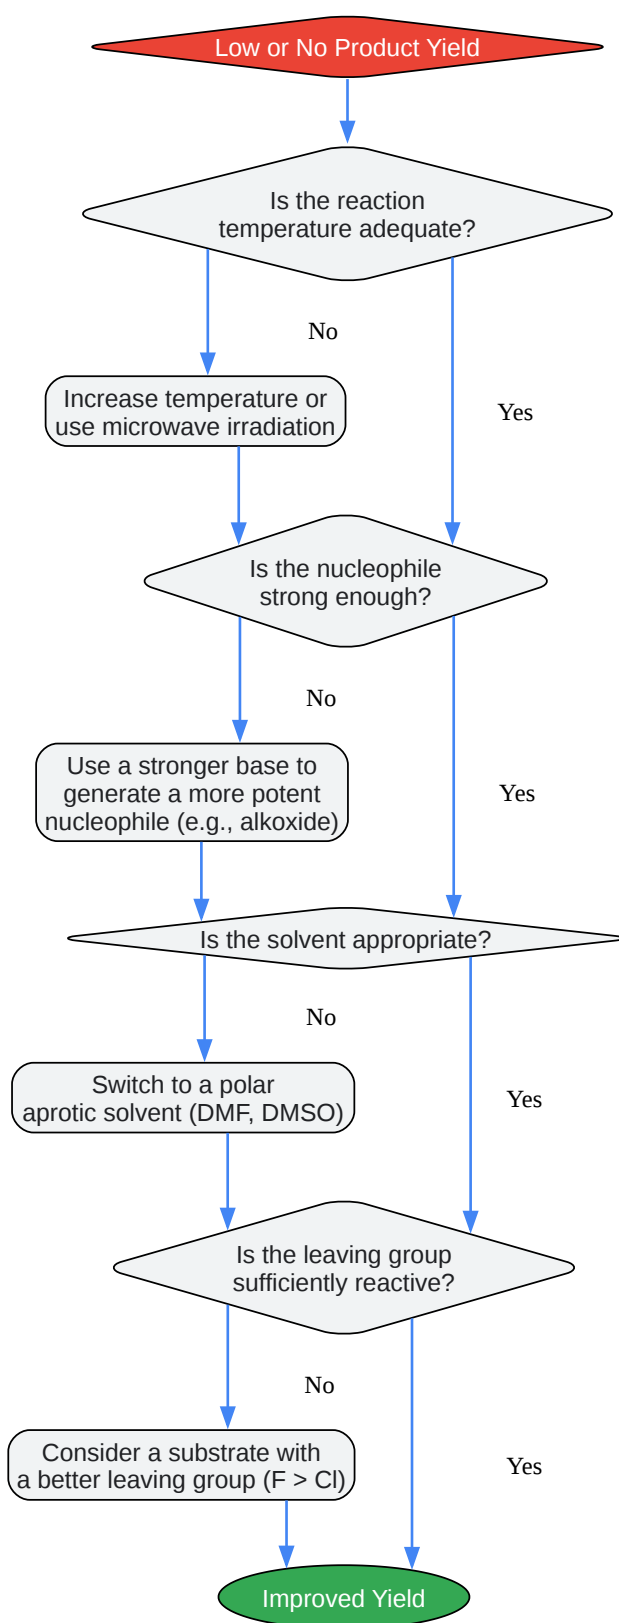 Low or No Product Yield
Is the reaction
temperature adequate?
No
Increase temperature or
use microwave irradiation
Yes
Is the nucleophile
strong enough?
No
Use a stronger base to
generate a more potent
nucleophile (e.g., alkoxide)
Yes
Is the solvent appropriate?
No
Switch to a polar
aprotic solvent (DMF, DMSO)
Yes
Is the leaving group
sufficiently reactive?
No
Consider a substrate with
a better leaving group (F > Cl)
Yes
Improved Yield